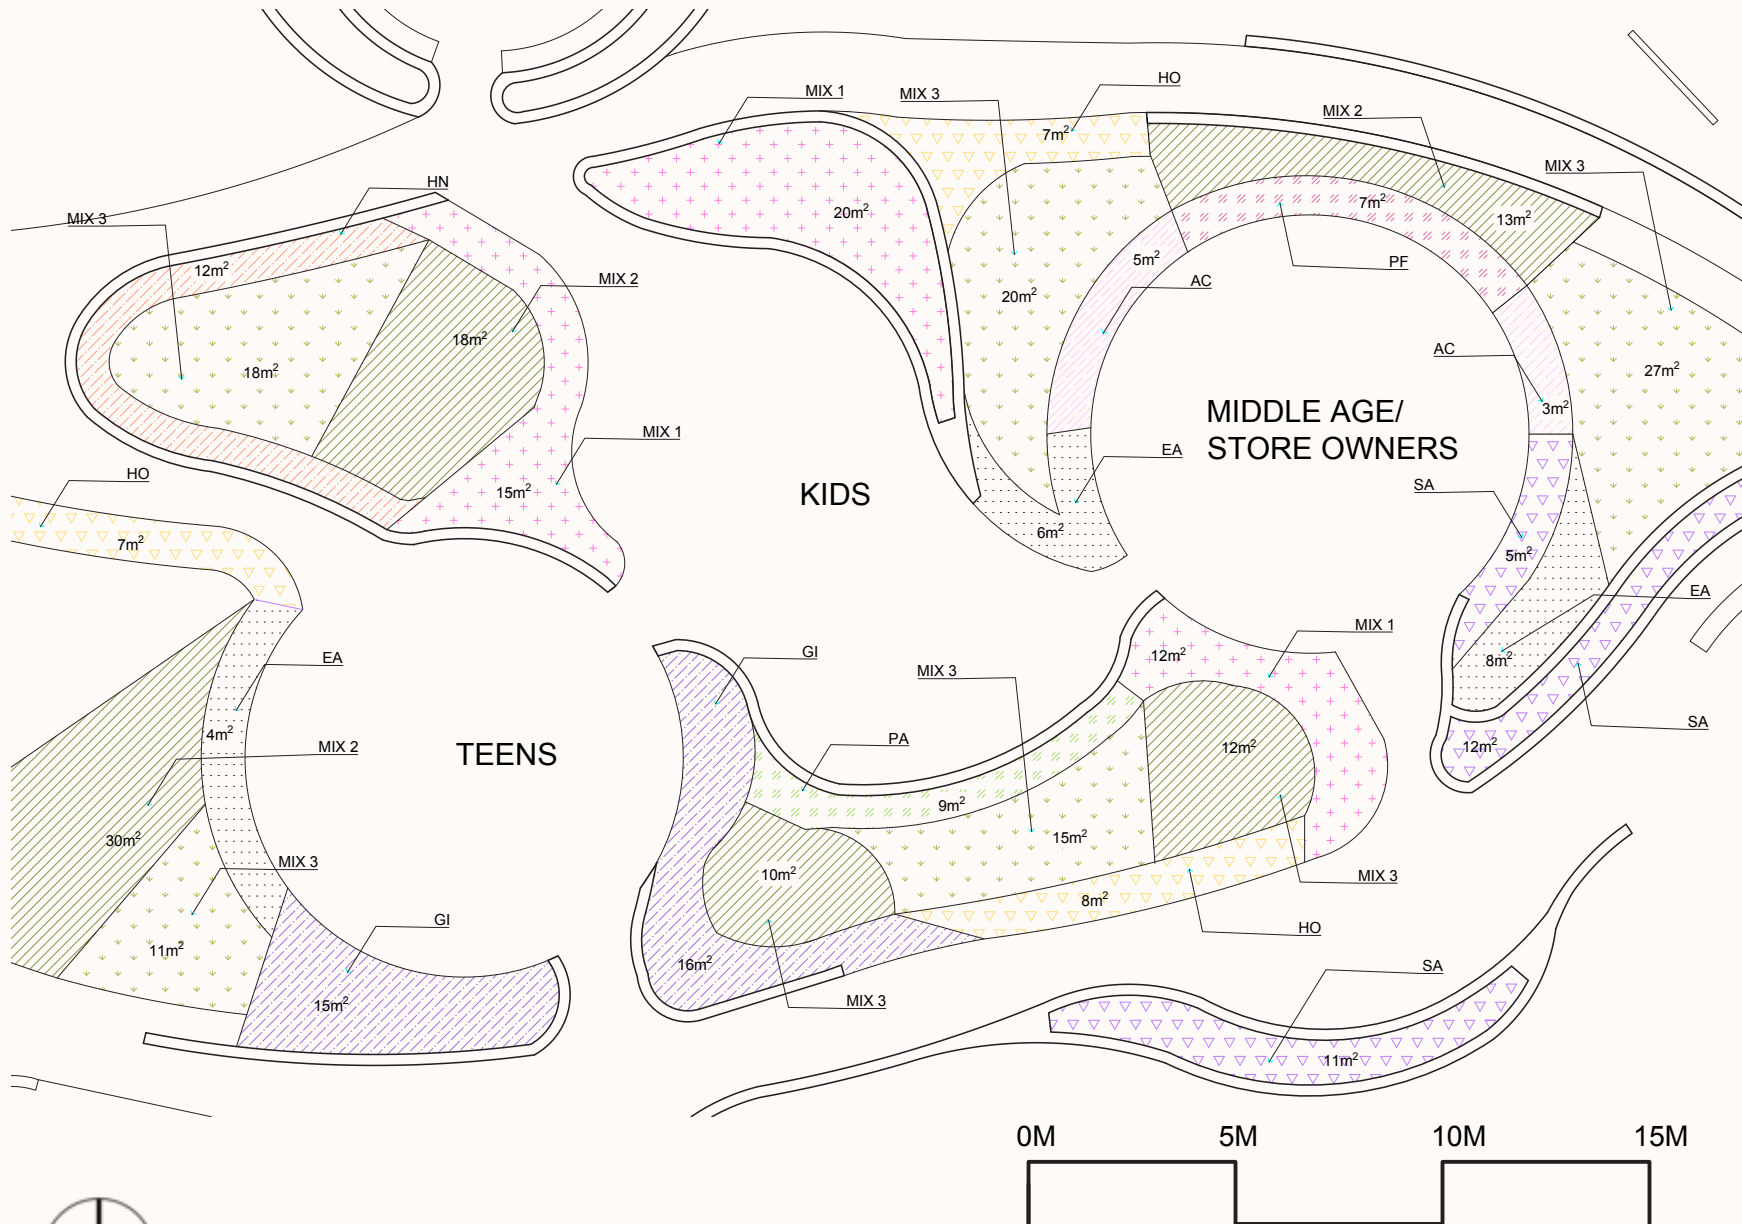 MIX 1
MIX 3
HO
7m²
MIX 2
MIX 3
HN
MIX 3
20m²
7m²
13m²
12m²
5m²
PF
MIX 2
AC
20m²
18m²
18m²
AC
27m²
3m²
MIDDLE AGE/
STORE OWNERS
MIX 1
EA
HO
15m²
KIDS
SA
6m²
7m²
5m²
EA
MIX 1
12m²
GI
EA
8m²
MIX 3
SA
4m²
PA
MIX 2
TEENS
12m²
12m²
9m²
30m²
15m²
MIX 3
10m²
MIX 3
8m²
GI
HO
11m²
16m²
SA
15m²
MIX 3
11m²
0M 5M 10M 15M